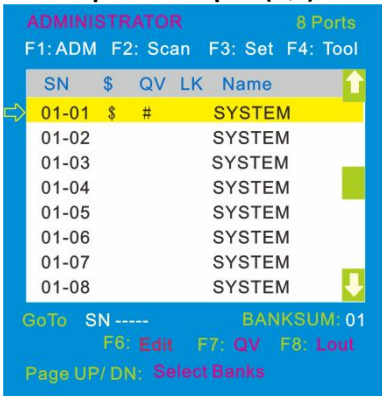 ADMINISTRATOR 8 Ports
F1: ADM F2: Scan F3: Set F4: Tool
SN $ QV LK Name
01-01 $ # SYSTEM
01-02 SYSTEM
01-03 SYSTEM
01-04 SYSTEM
01-05 SYSTEM
01-06 SYSTEM
01-07 SYSTEM
01-08 SYSTEM
GoTo SN ----- BANKSUM: 01
F6: Edit F7: QV F8: Lout
Page UP/ DN: Select Banks